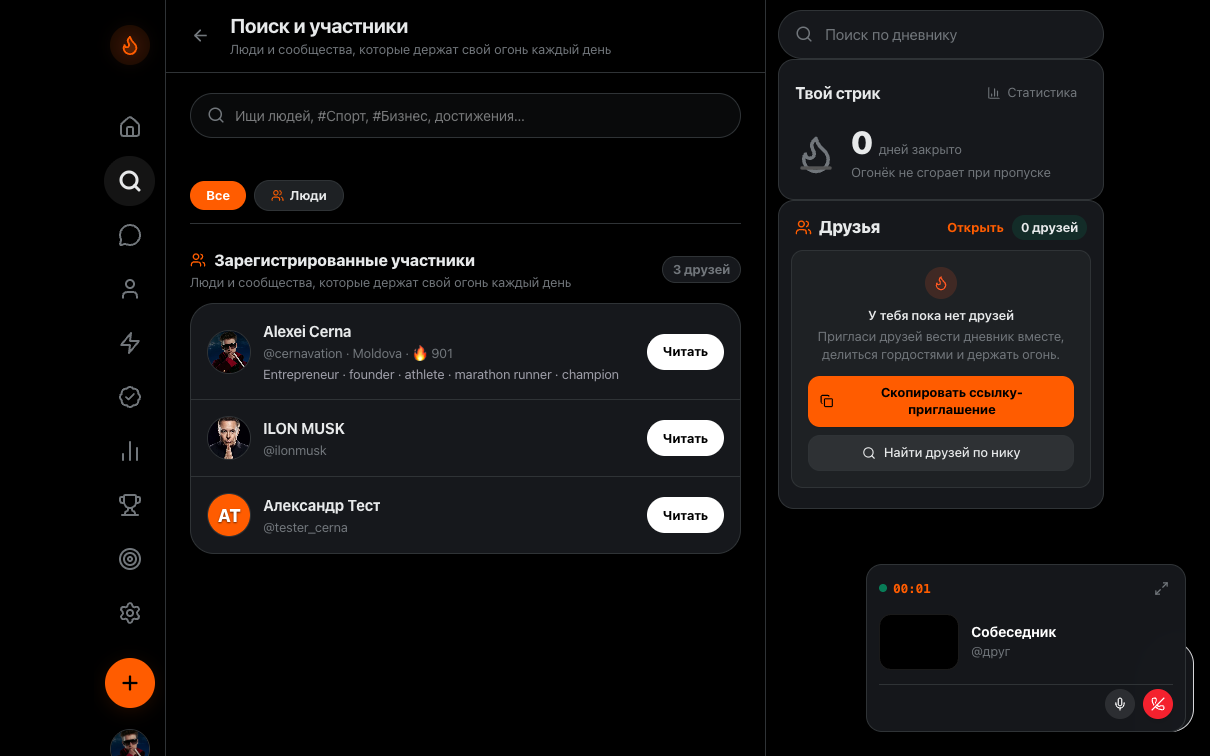 Поиск и участники
Люди и сообщества, которые держат свой огонь каждый день
Ищи людей, #Спорт, #Бизнес, достижения...
Все
Люди
Зарегистрированные участники
Люди и сообщества, которые держат свой огонь каждый день
3 друзей
Alexei Cerna
@cernavation · Moldova · 🔥 901
Entrepreneur · founder · athlete · marathon runner · champion
Читать
ILON MUSK
@ilonmusk
Читать
АТ
Александр Тест
@tester_cerna
Читать
Поиск по дневнику
Твой стрик
Статистика
0 дней закрыто
Огонёк не сгорает при пропуске
Друзья
Открыть
0 друзей
У тебя пока нет друзей
Пригласи друзей вести дневник вместе,
делиться гордостями и держать огонь.
Скопировать ссылку-
приглашение
Найти друзей по нику
00:01
Собеседник
@друг